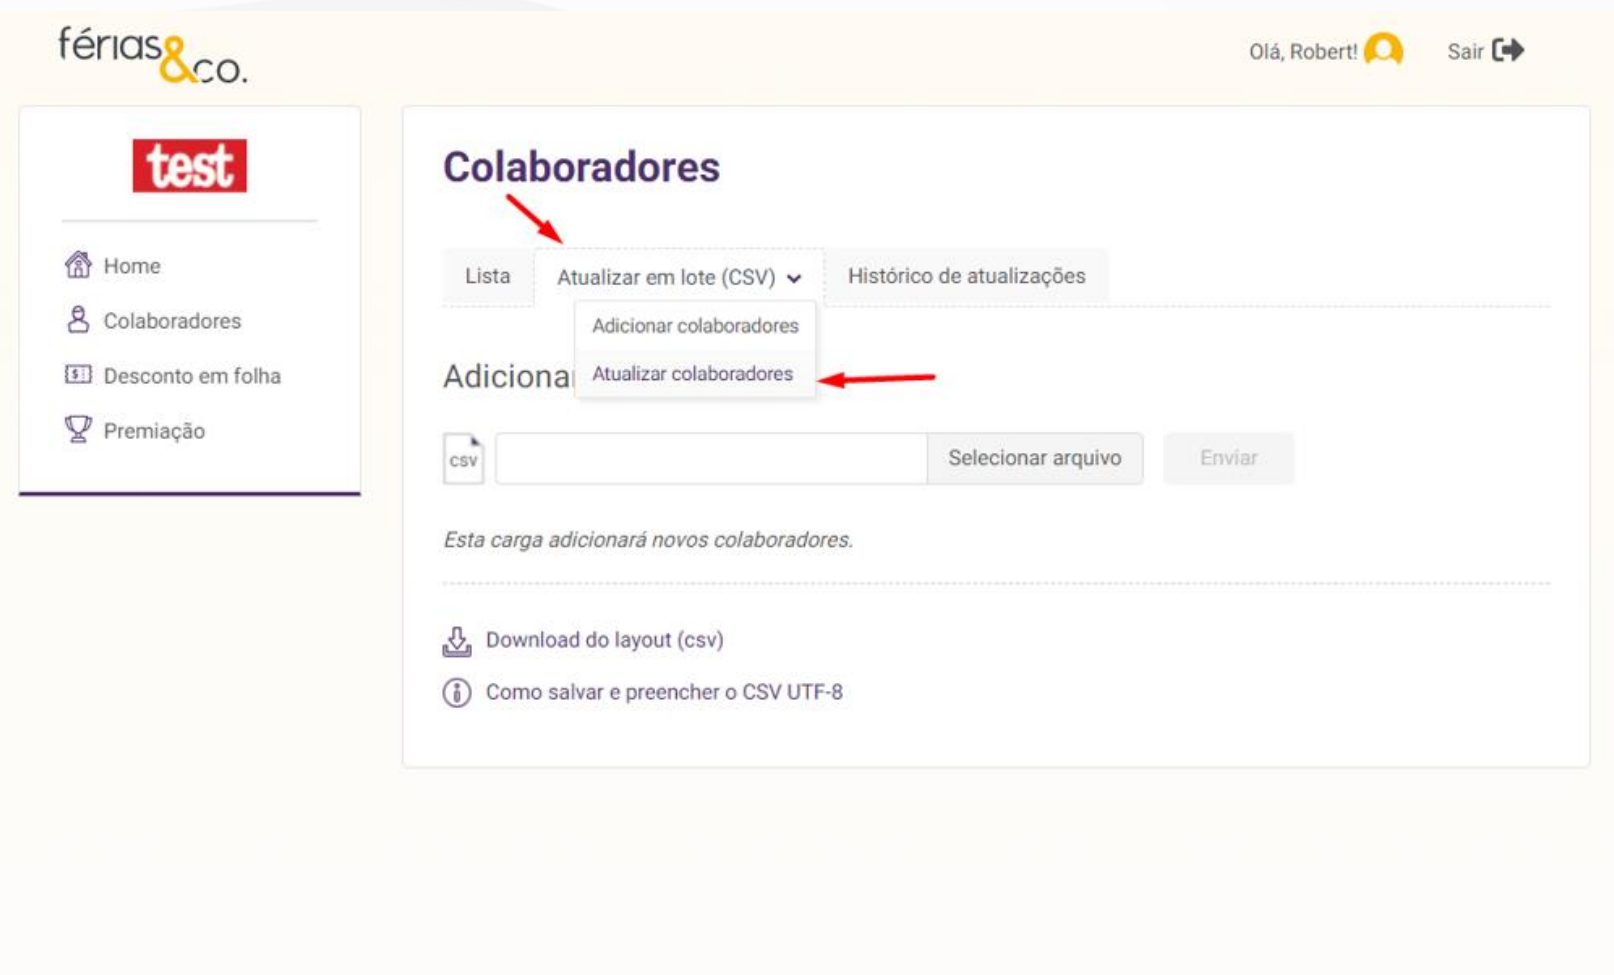 férias&co.
Olá, Robert!
Sair
test
Home
Colaboradores
Desconto em folha
Premiação
Colaboradores
Lista
Atualizar em lote (CSV)
Histórico de atualizações
Adicionar colaboradores
Atualizar colaboradores
Adiciona
csv
Selecionar arquivo
Enviar
Esta carga adicionará novos colaboradores.
Download do layout (csv)
Como salvar e preencher o CSV UTF-8